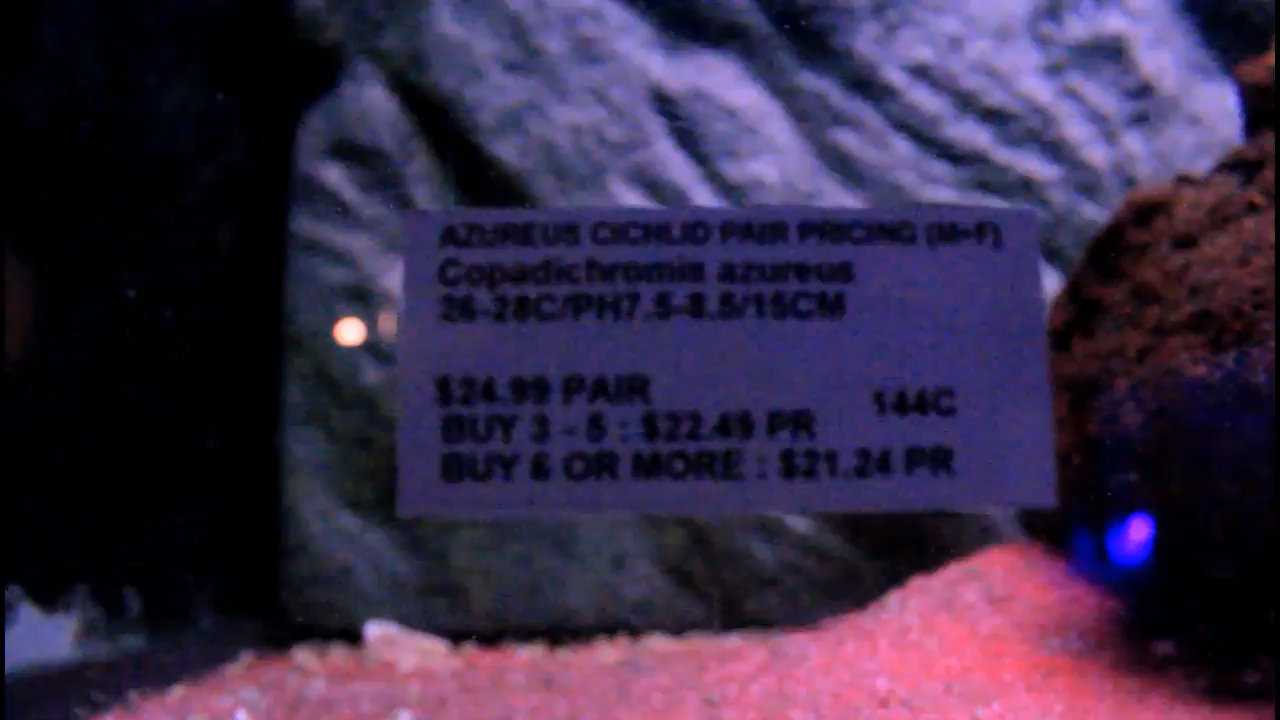 AZUREUS CICHLID PAIR PRICING (M+F)
Copadichromis azureus
26-28C/PH7.5-8.5/15CM
$24.99 PAIR
144C
BUY 3 - 5 : $22.49 PR
BUY 6 OR MORE : $21.24 PR